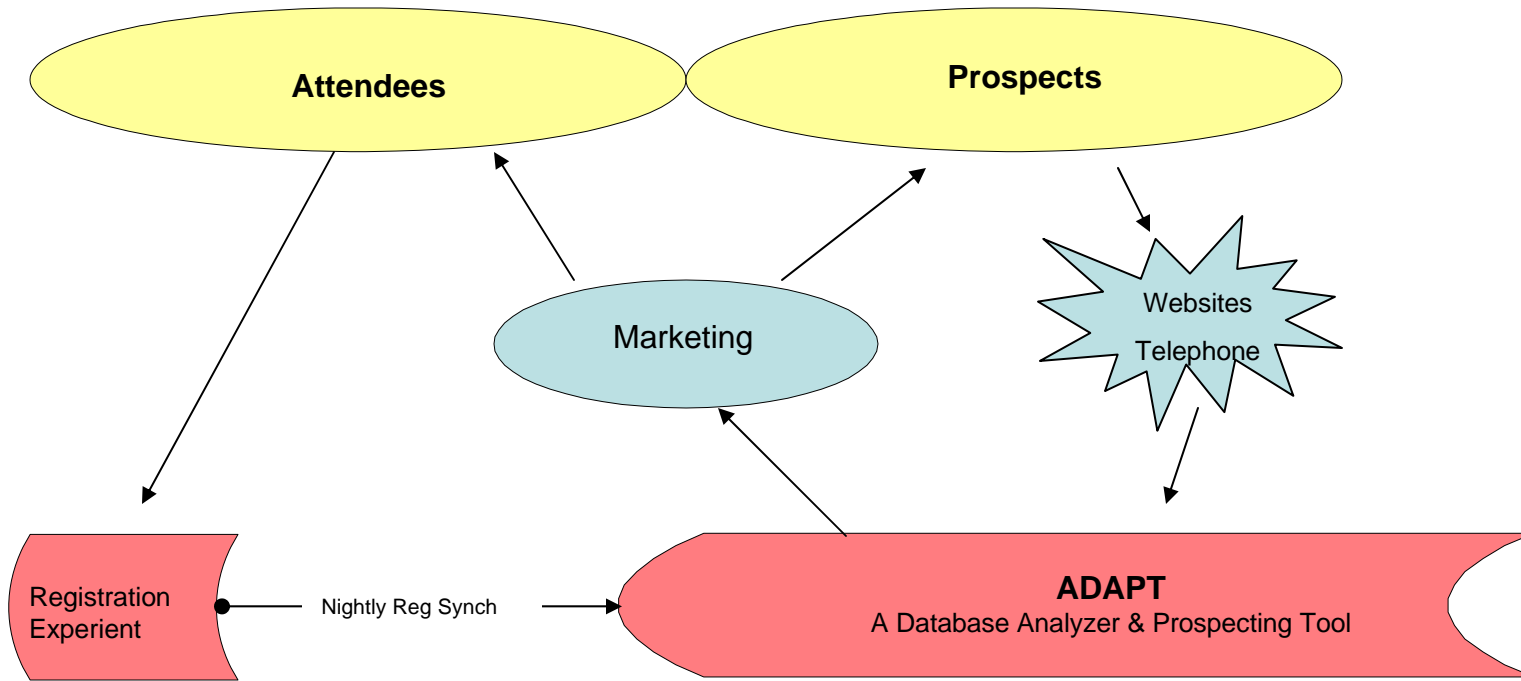 Attendees
Prospects
Marketing
Websites
Telephone
Registration
Experient
Nightly Reg Synch
ADAPT
A Database Analyzer & Prospecting Tool